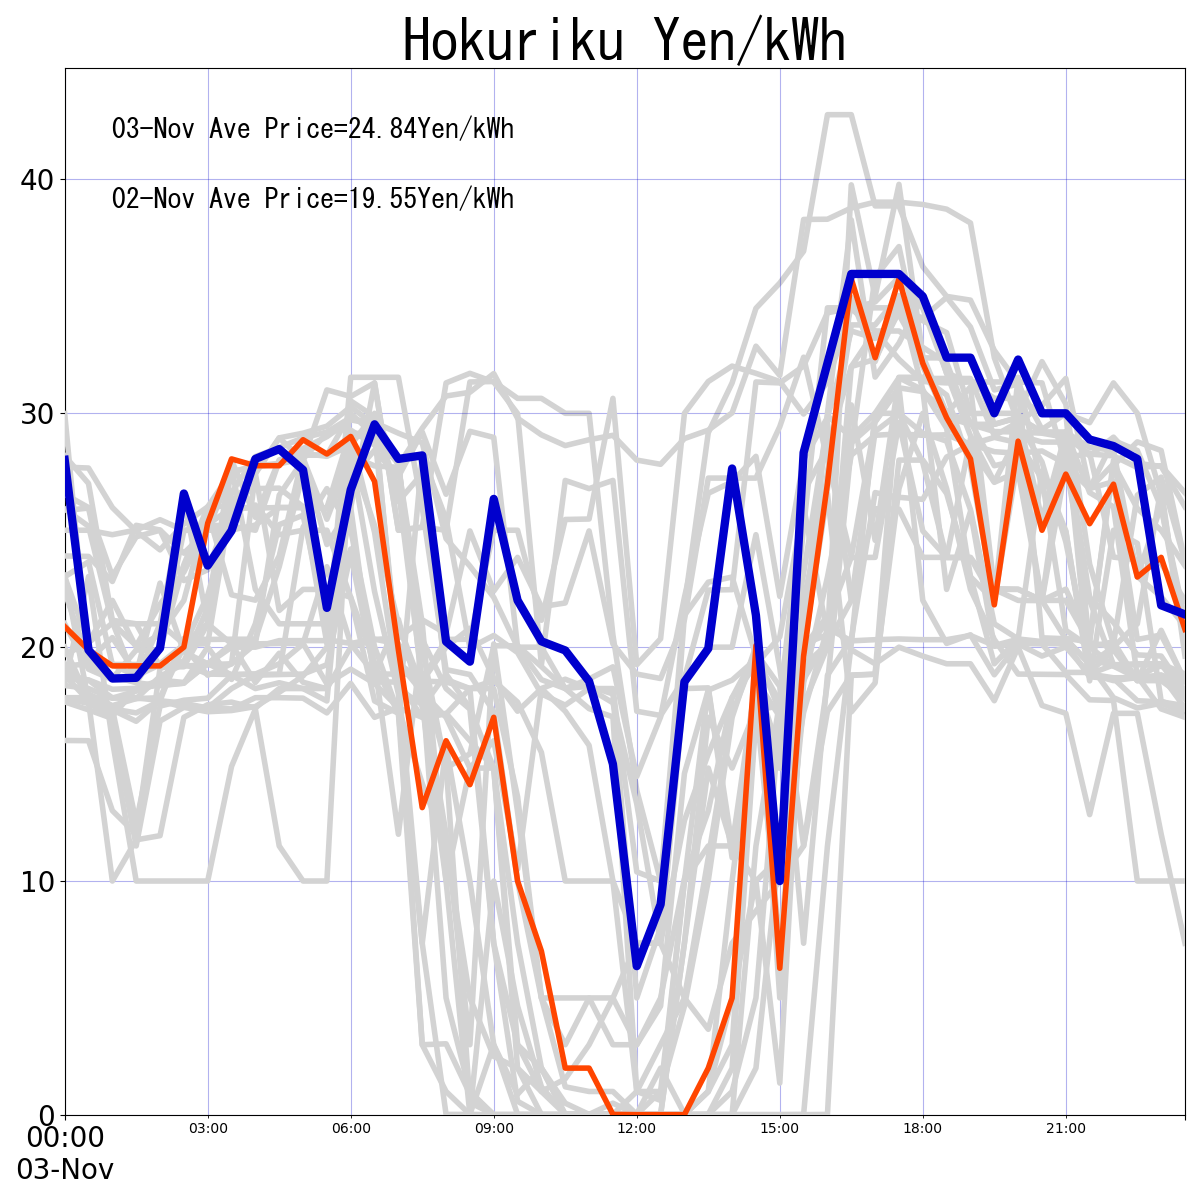 Hokuriku Yen/kWh
03-Nov Ave Price=24.84Yen/kWh
02-Nov Ave Price=19.55Yen/kWh
40
30
20
10
0
00:00 03:00 06:00 09:00 12:00 15:00 18:00 21:00
03-Nov